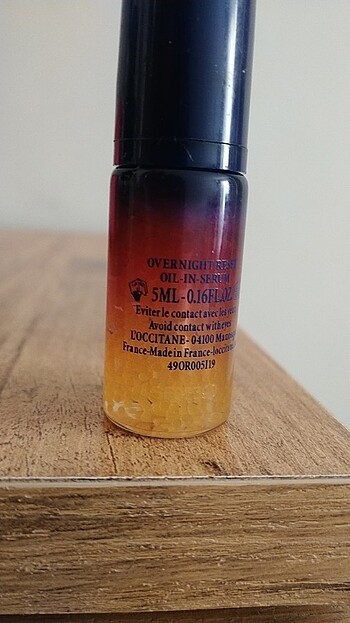 OVERNIGHT
OIL-IN-SERUM
5ML-0.16FL.OZ.
Eviter le contact avec les
Avoid contact with eyes
L'OCCITANE - 04100
France-Made in France-
49OR005119